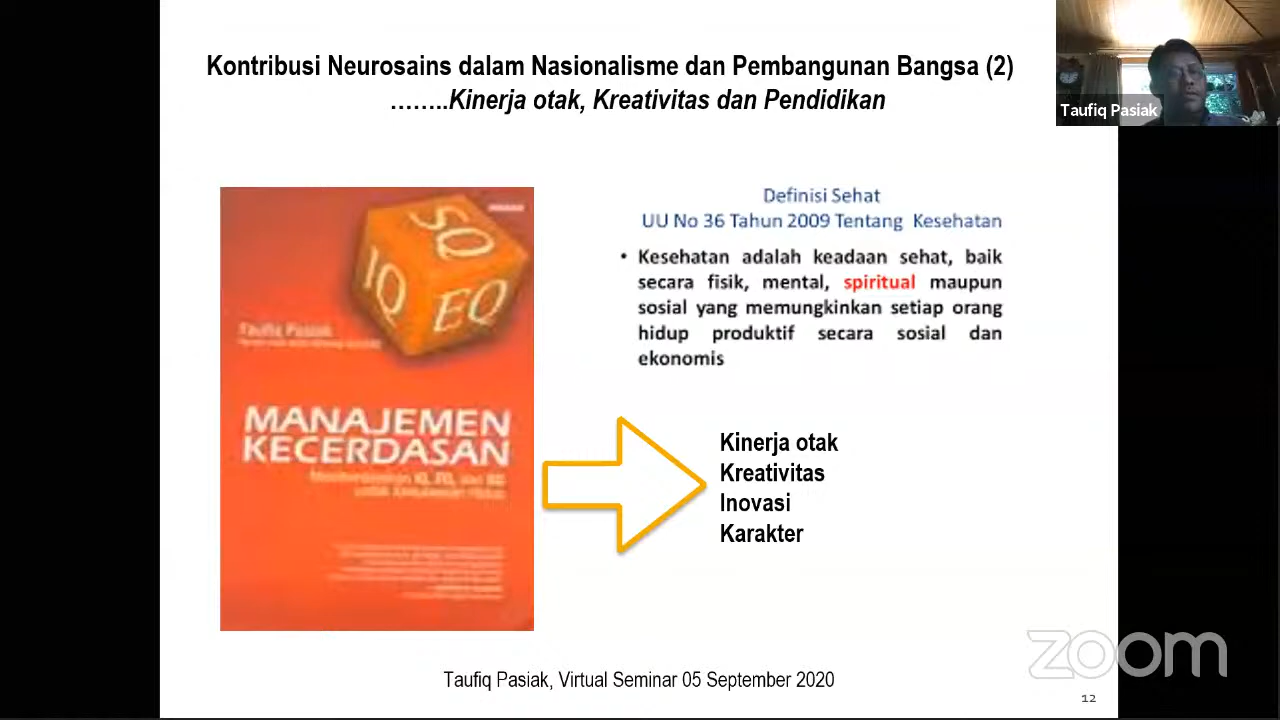 Kontribusi Neurosains dalam Nasionalisme dan Pembangunan Bangsa (2)
……..Kinerja otak, Kreativitas dan Pendidikan
Taufiq Pasiak
SQ
IQ
EQ
Taufiq Pasiak
MANAJEMEN
KECERDASAN
Definisi Sehat
UU No 36 Tahun 2009 Tentang Kesehatan
• Kesehatan adalah keadaan sehat, baik
secara fisik, mental, spiritual maupun
sosial yang memungkinkan setiap orang
hidup produktif secara sosial dan
ekonomis
Kinerja otak
Kreativitas
Inovasi
Karakter
Taufiq Pasiak, Virtual Seminar 05 September 2020
zoom
12